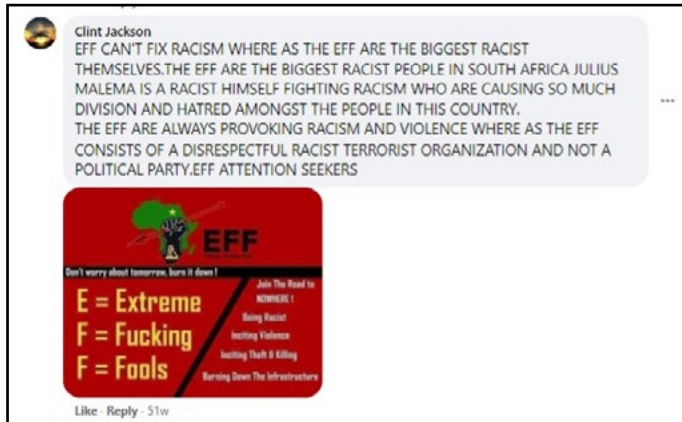 Clint Jackson
EFF CAN'T FIX RACISM WHERE AS THE EFF ARE THE BIGGEST RACIST
THEMSELVES.THE EFF ARE THE BIGGEST RACIST PEOPLE IN SOUTH AFRICA JULIUS
MALEMA IS A RACIST HIMSELF FIGHTING RACISM WHO ARE CAUSING SO MUCH
DIVISION AND HATRED AMONGST THE PEOPLE IN THIS COUNTRY.
THE EFF ARE ALWAYS PROVOKING RACISM AND VIOLENCE WHERE AS THE EFF
CONSISTS OF A DISRESPECTFUL RACIST TERRORIST ORGANIZATION AND NOT A
POLITICAL PARTY.EFF ATTENTION SEEKERS
EFF
Don't worry about tomorrow, burn it down !
E = Extreme
F = Fucking
F = Fools
Join The Road to
NOWHERE !
Being Racist
Inciting Violence
Inciting Theft & Killing
Burning Down The Infrastructure
Like · Reply · 51w